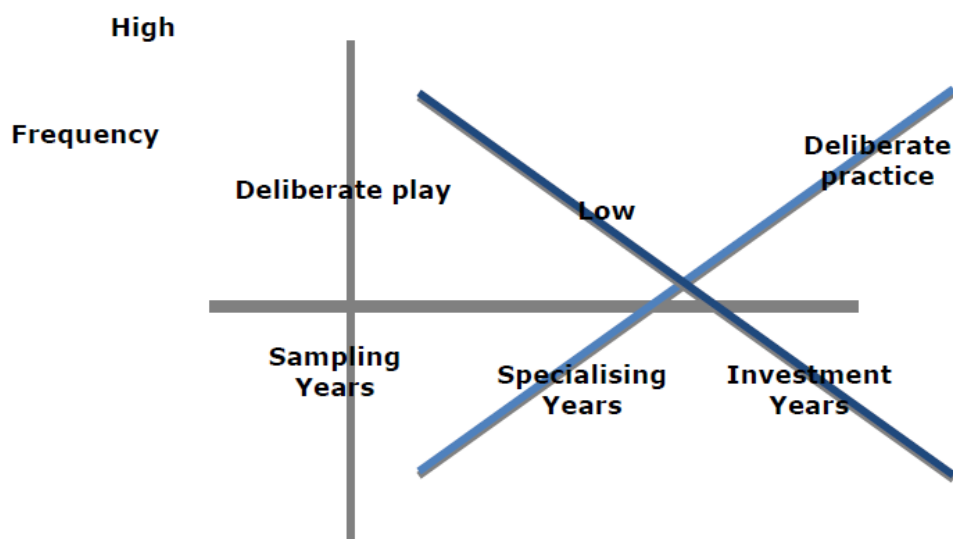 High
Frequency
Deliberate
practice
Deliberate play
Low
Sampling
Years
Specialising
Years
Investment
Years